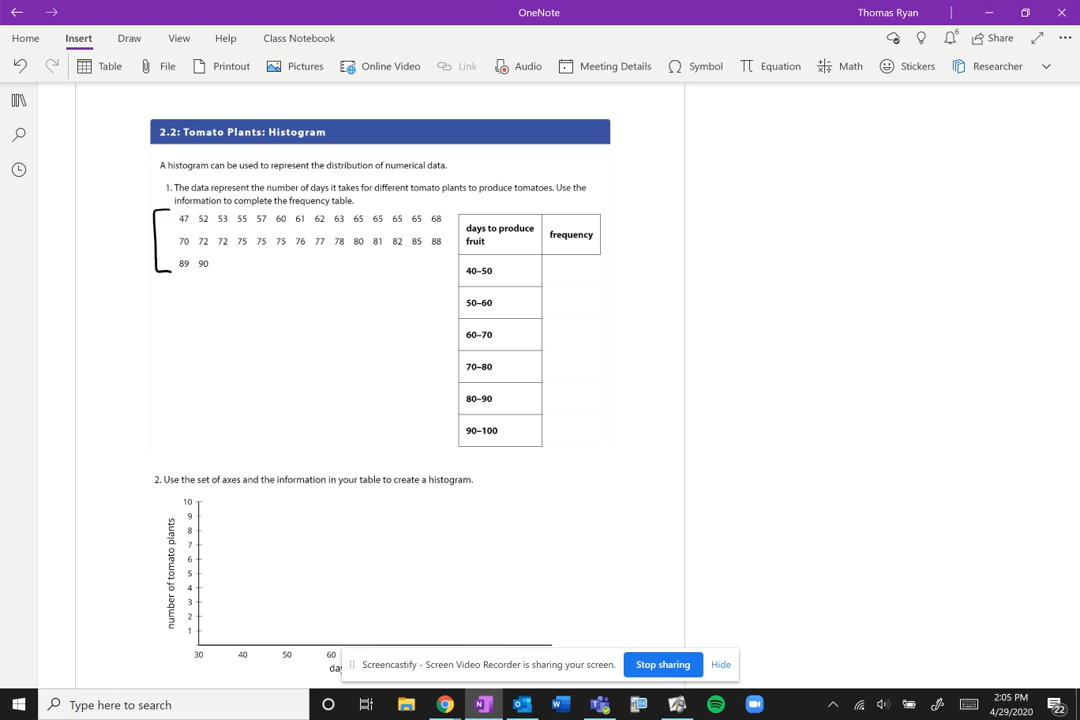 OneNote
Thomas Ryan
Home Insert Draw View Help Class Notebook
6 Share
Table File Printout Pictures Online Video Link Audio Meeting Details Symbol Equation Math Stickers Researcher
2.2: Tomato Plants: Histogram
A histogram can be used to represent the distribution of numerical data.
1. The data represent the number of days it takes for different tomato plants to produce tomatoes. Use the
information to complete the frequency table.
47 52 53 55 57 60 61 62 63 65 65 65 65 68
70 72 72 75 75 75 76 77 78 80 81 82 85 88
89 90
days to produce
fruit
frequency
40–50
50–60
60–70
70–80
80–90
90–100
2. Use the set of axes and the information in your table to create a histogram.
number of tomato plants
10
9
8
7
6
5
4
3
2
1
30 40 50 60
day
Screencastify - Screen Video Recorder is sharing your screen. Stop sharing Hide
Type here to search
2:05 PM
4/29/2020
22